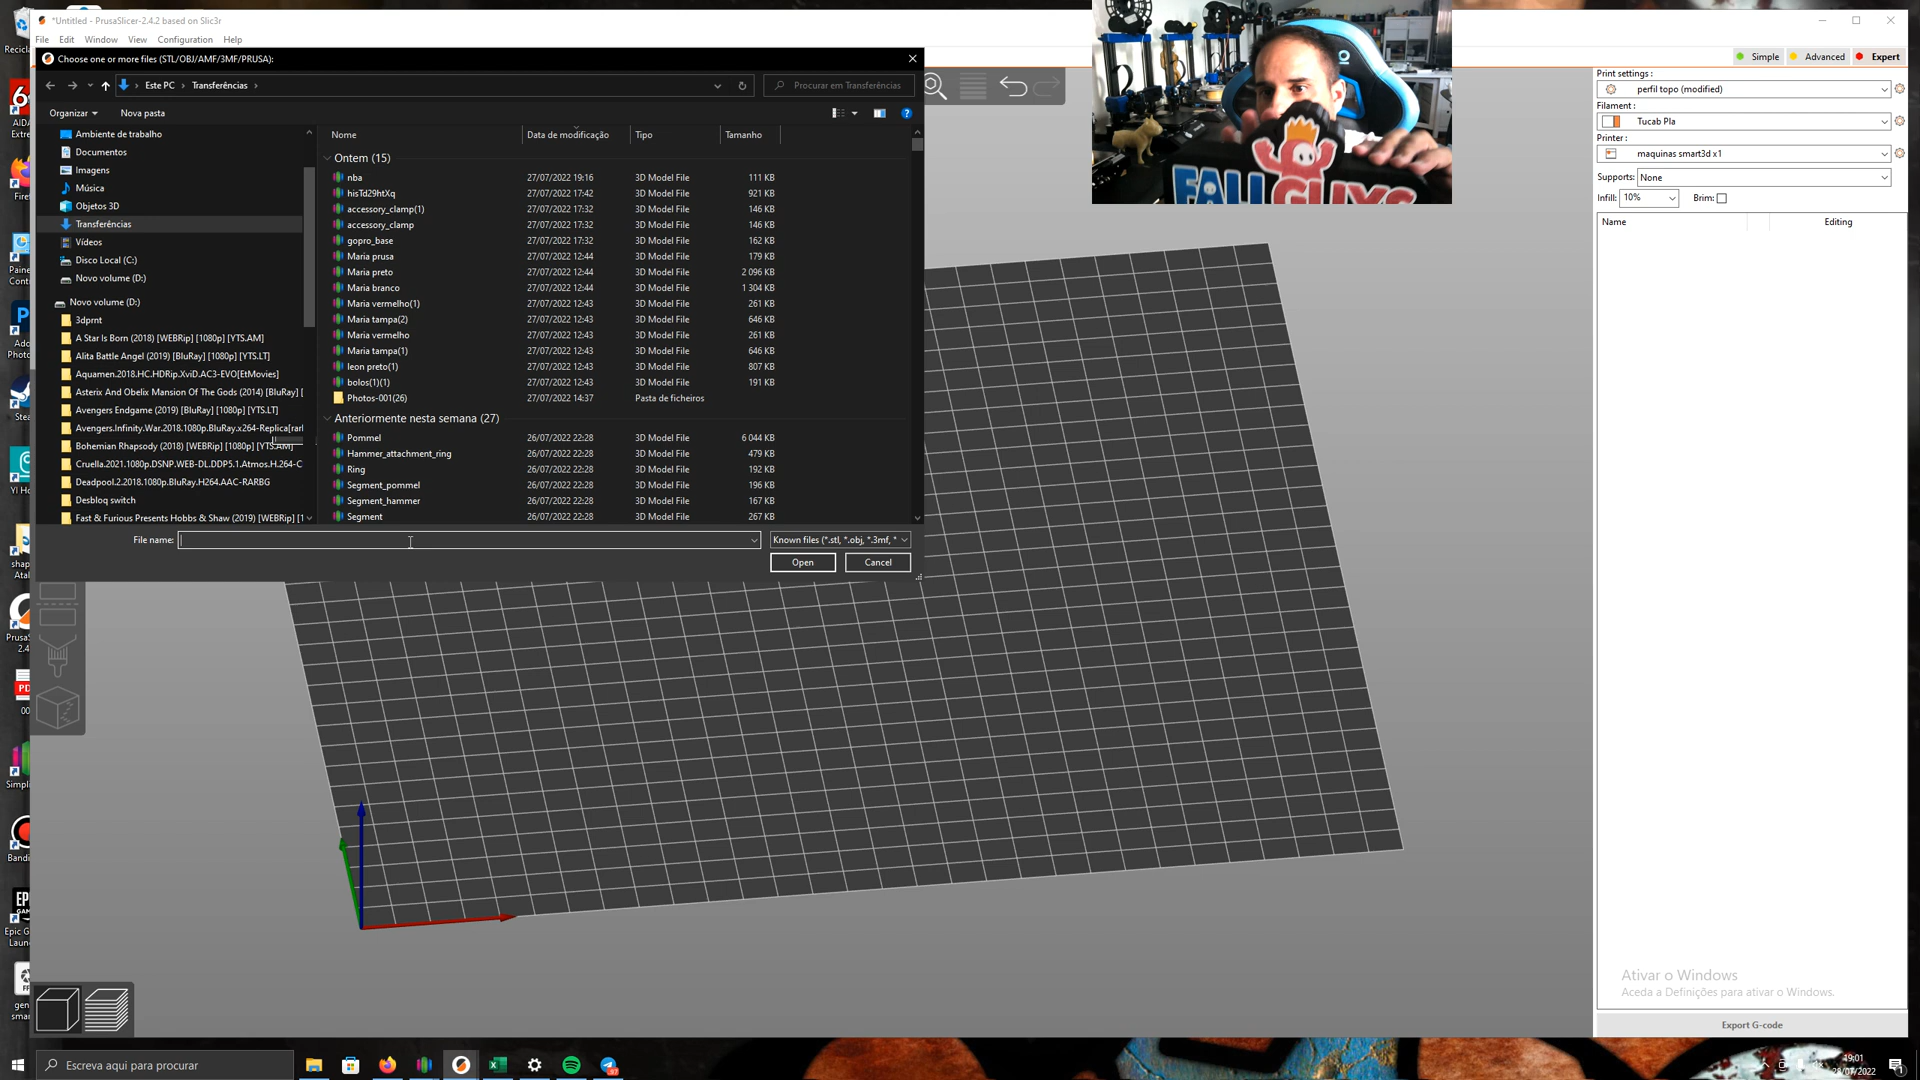 *Untitled - PrusaSlicer-2.4.2 based on Slic3r
File Edit Window View Configuration Help
Choose one or more files (STL/OBJ/AMF/3MF/PRUSA):
Este PC > Transferências >
Procurar em Transferências
Organizar
Nova pasta
Ambiente de trabalho
Documentos
Imagens
Música
Objetos 3D
Transferências
Vídeos
Disco Local (C:)
Novo volume (D:)
Novo volume (D:)
3dprnt
A Star Is Born (2018) [WEBRip] [1080p] [YTS.AM]
Alita Battle Angel (2019) [BluRay] [1080p] [YTS.LT]
Aquamen.2018.HC.HDRip.XviD.AC3-EVO[EtMovies]
Asterix And Obelix Mansion Of The Gods (2014) [BluRay] [
Avengers Endgame (2019) [BluRay] [1080p] [YTS.LT]
Avengers.Infinity.War.2018.1080p.BluRay.x264-Replica[rarl
Bohemian Rhapsody (2018) [WEBRip] [1080p] [YTS.AM]
Cruella.2021.1080p.DSNP.WEB-DL.DDP5.1.Atmos.H.264-C
Deadpool.2.2018.1080p.BluRay.H264.AAC-RARBG
Desbloq switch
Fast & Furious Presents Hobbs & Shaw (2019) [WEBRip] [1
Nome Data de modificação Tipo Tamanho
Ontem (15)
nba 27/07/2022 19:16 3D Model File 111 KB
hisTd29htXq 27/07/2022 17:42 3D Model File 921 KB
accessory_clamp(1) 27/07/2022 17:32 3D Model File 146 KB
accessory_clamp 27/07/2022 17:32 3D Model File 146 KB
gopro_base 27/07/2022 17:32 3D Model File 162 KB
Maria prusa 27/07/2022 12:44 3D Model File 179 KB
Maria preto 27/07/2022 12:44 3D Model File 2 096 KB
Maria branco 27/07/2022 12:44 3D Model File 1 304 KB
Maria vermelho(1) 27/07/2022 12:43 3D Model File 261 KB
Maria tampa(2) 27/07/2022 12:43 3D Model File 646 KB
Maria vermelho 27/07/2022 12:43 3D Model File 261 KB
Maria tampa(1) 27/07/2022 12:43 3D Model File 646 KB
leon preto(1) 27/07/2022 12:43 3D Model File 807 KB
bolos(1)(1) 27/07/2022 12:43 3D Model File 191 KB
Photos-001(26) 27/07/2022 14:37 Pasta de ficheiros
Anteriormente nesta semana (27)
Pommel 26/07/2022 22:28 3D Model File 6 044 KB
Hammer_attachment_ring 26/07/2022 22:28 3D Model File 479 KB
Ring 26/07/2022 22:28 3D Model File 192 KB
Segment_pommel 26/07/2022 22:28 3D Model File 196 KB
Segment_hammer 26/07/2022 22:28 3D Model File 167 KB
Segment 26/07/2022 22:28 3D Model File 267 KB
File name:
Known files (*.stl, *.obj, *.3mf, *
Open
Cancel
FALL GUYS
Simple Advanced Expert
Print settings :
perfil topo (modified)
Filament :
Tucab Pla
Printer :
maquinas smart3d x1
Supports: None
Infill: 10% Brim:
Name Editing
Ativar o Windows
Aceda a Definições para ativar o Windows.
Export G-code
Escreva aqui para procurar
19:01
28/07/2022